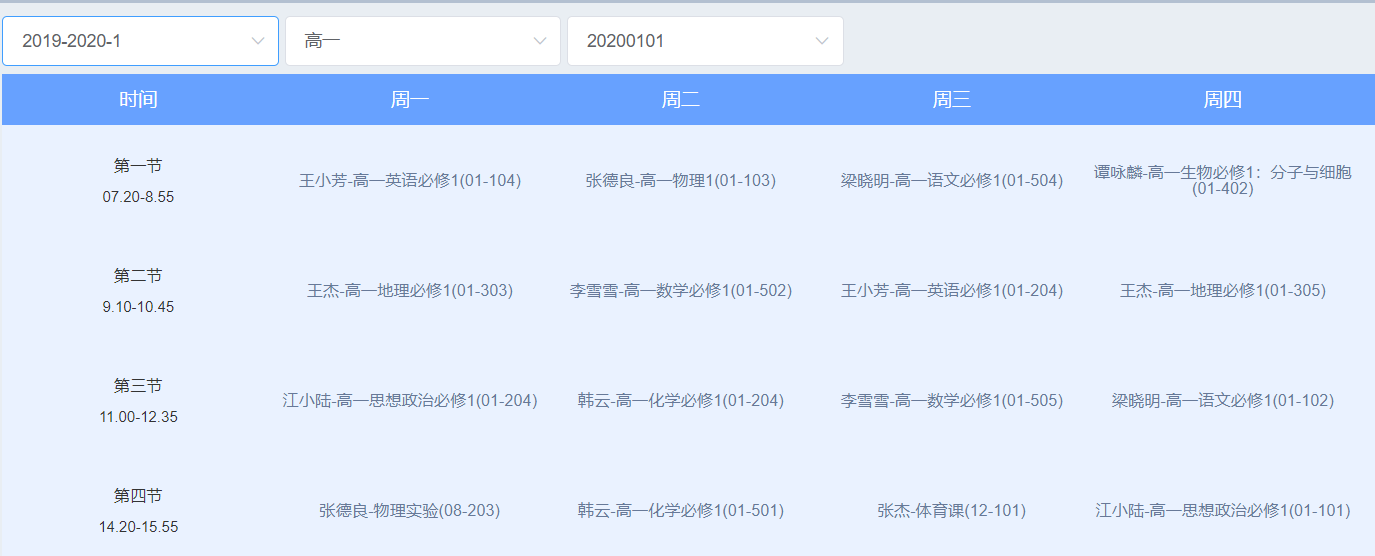 2019-2020-1
高一
20200101
时间
周一
周二
周三
周四
第一节
07.20-8.55
王小芳-高一英语必修1(01-104)
张德良-高一物理1(01-103)
梁晓明-高一语文必修1(01-504)
谭咏麟-高一生物必修1：分子与细胞
(01-402)
第二节
9.10-10.45
王杰-高一地理必修1(01-303)
李雪雪-高一数学必修1(01-502)
王小芳-高一英语必修1(01-204)
王杰-高一地理必修1(01-305)
第三节
11.00-12.35
江小陆-高一思想政治必修1(01-204)
韩云-高一化学必修1(01-204)
李雪雪-高一数学必修1(01-505)
梁晓明-高一语文必修1(01-102)
第四节
14.20-15.55
张德良-物理实验(08-203)
韩云-高一化学必修1(01-501)
张杰-体育课(12-101)
江小陆-高一思想政治必修1(01-101)